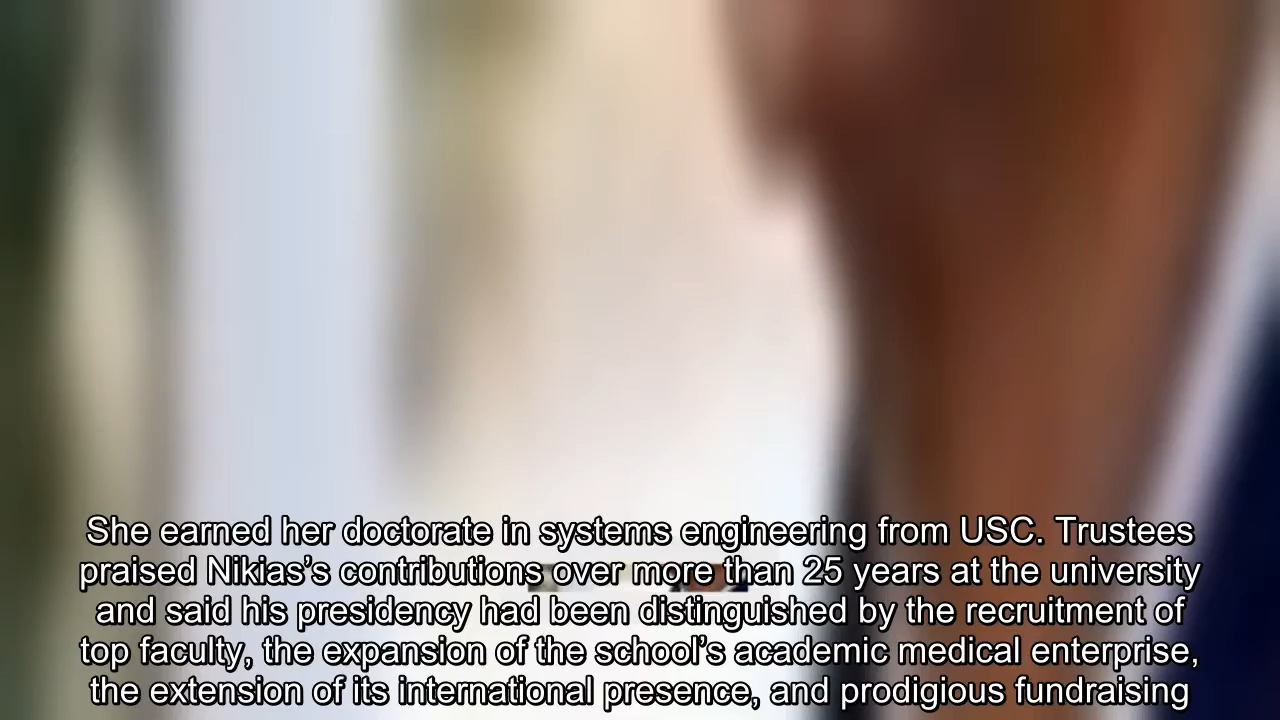 She earned her doctorate in systems engineering from USC. Trustees
praised Nikias’s contributions over more than 25 years at the university
and said his presidency had been distinguished by the recruitment of
top faculty, the expansion of the school’s academic medical enterprise,
the extension of its international presence, and prodigious fundraising